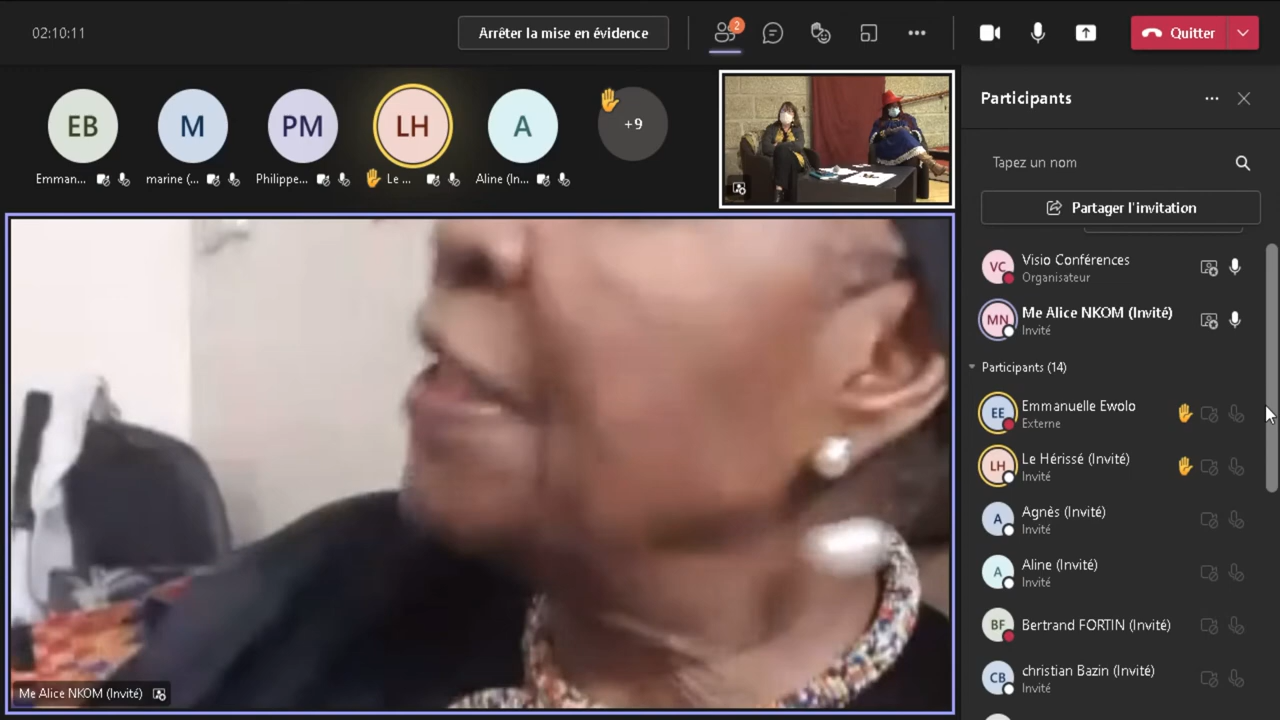 02:10:11
Arrêter la mise en évidence
2
Quitter
EB
M
PM
LH
A
+9
Emman...
marine (...
Philippe...
Le ...
Aline (In...
Participants
Tapez un nom
Partager l'invitation
VC
Visio Conférences
Organisateur
MN
Me Alice NKOM (Invité)
Invité
Participants (14)
EE
Emmanuelle Ewolo
Externe
LH
Le Hérissé (Invité)
Invité
A
Agnès (Invité)
Invité
A
Aline (Invité)
Invité
BF
Bertrand FORTIN (Invité)
CB
christian Bazin (Invité)
Invité
Me Alice NKOM (Invité)